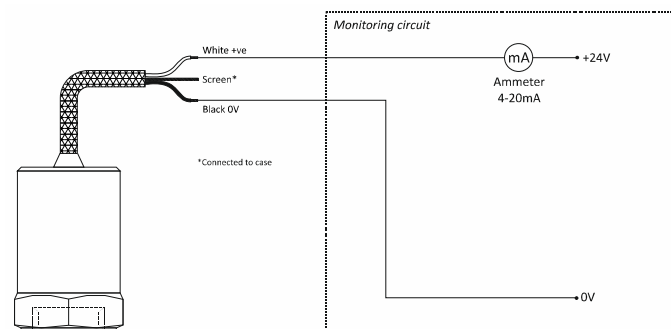 Monitoring circuit
White +ve
mA
+24V
Screen*
Ammeter
4-20mA
Black 0V
*Connected to case
0V